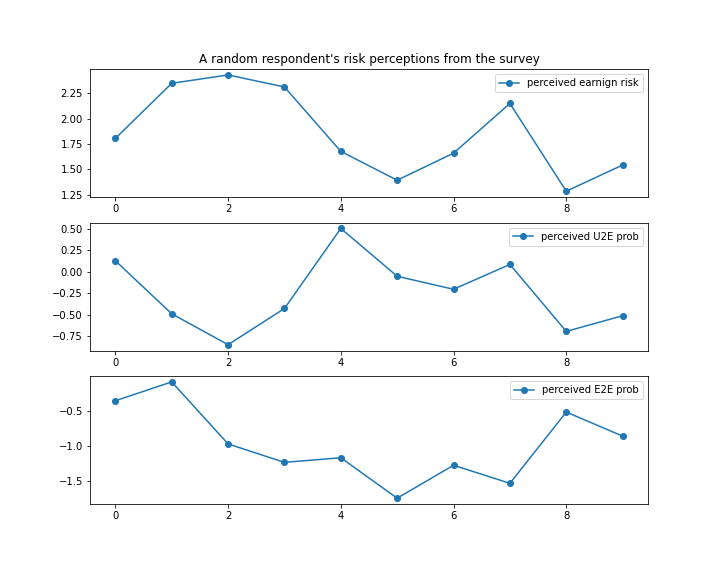 A random respondent's risk perceptions from the survey
perceived earnign risk
2.25
2.00
1.75
1.50
1.25
0 2 4 6 8
perceived U2E prob
0.50
0.25
0.00
−0.25
−0.50
−0.75
0 2 4 6 8
perceived E2E prob
−0.5
−1.0
−1.5
0 2 4 6 8